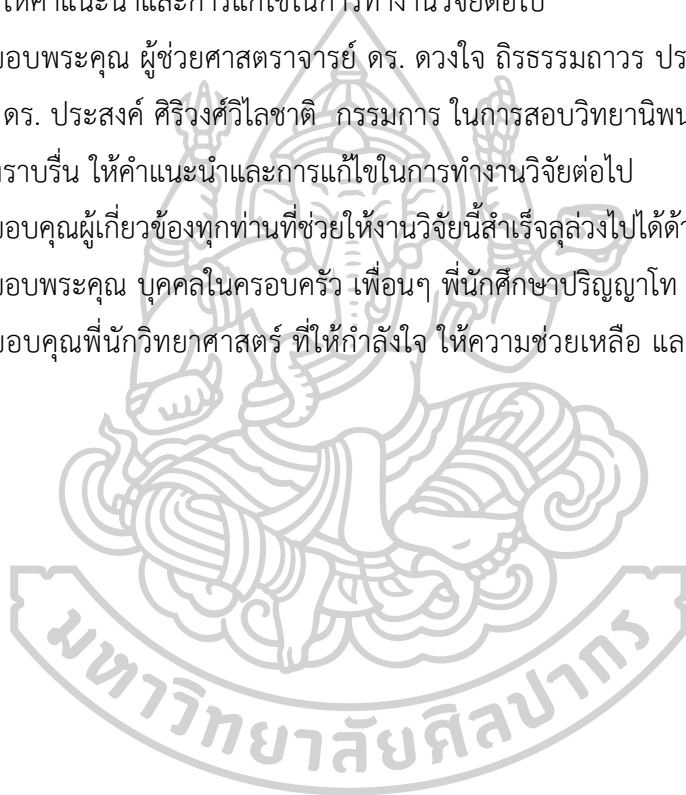 ให้คำแนะนำและการแก้ไขในการทำงานวิจัยต่อไป
ขอบพระคุณ ผู้ช่วยศาสตราจารย์ ดร. ดวงใจ ถิรธรรมถาวร ปร
ดร. ประสงค์ ศิริวงศ์วิไลชาติ กรรมการ ในการสอบวิทยานิพน
ราบรื่น ให้คำแนะนำและการแก้ไขในการทำงานวิจัยต่อไป
ขอบคุณผู้เกี่ยวข้องทุกท่านที่ช่วยให้งานวิจัยนี้สำเร็จลุล่วงไปได้ด้ว
ขอบพระคุณ บุคคลในครอบครัว เพื่อนๆ พี่นักศึกษาปริญญาโท
ขอบคุณพี่นักวิทยาศาสตร์ ที่ให้กำลังใจ ให้ความช่วยเหลือ และ
มหาวิทยาลัยศิลปากร